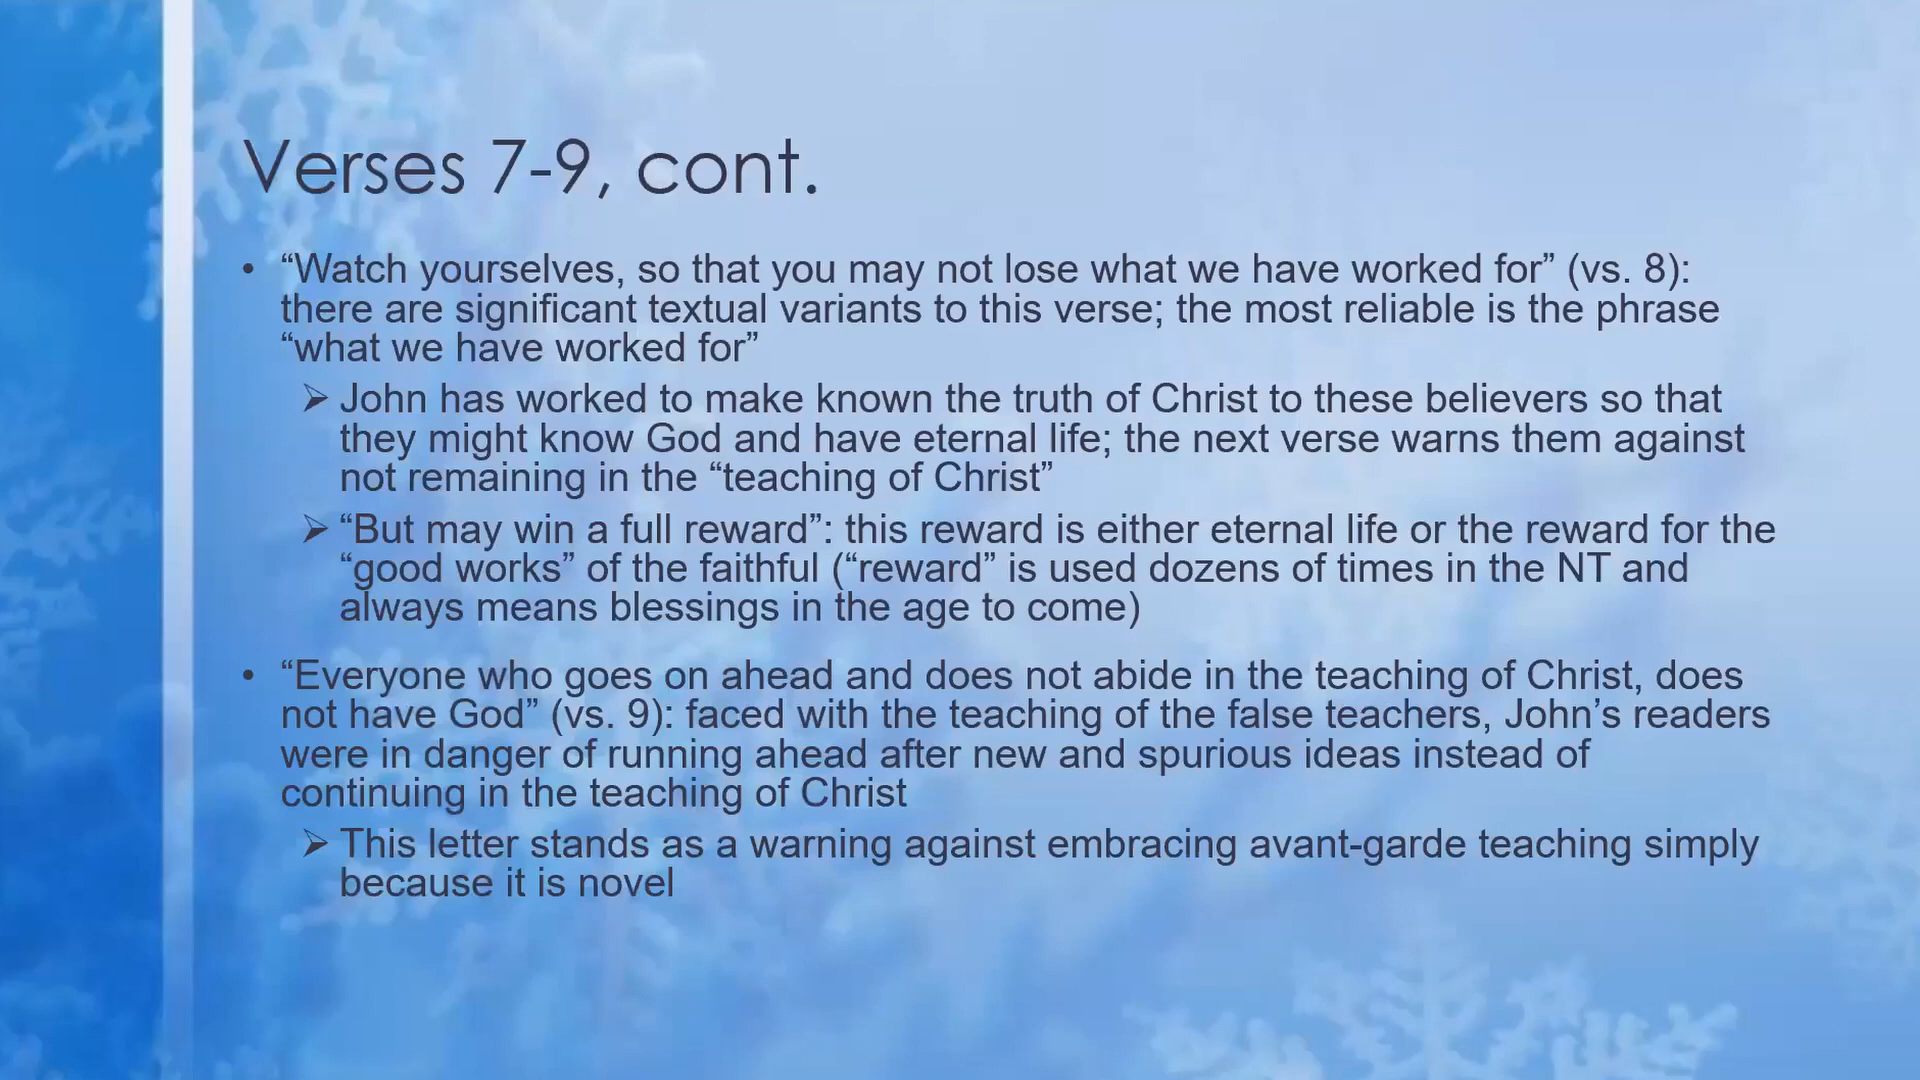 Verses 7-9, cont.
• “Watch yourselves, so that you may not lose what we have worked for” (vs. 8):
there are significant textual variants to this verse; the most reliable is the phrase
“what we have worked for”
➢ John has worked to make known the truth of Christ to these believers so that
they might know God and have eternal life; the next verse warns them against
not remaining in the “teaching of Christ”
➢ “But may win a full reward”: this reward is either eternal life or the reward for the
“good works” of the faithful (“reward” is used dozens of times in the NT and
always means blessings in the age to come)
• “Everyone who goes on ahead and does not abide in the teaching of Christ, does
not have God” (vs. 9): faced with the teaching of the false teachers, John’s readers
were in danger of running ahead after new and spurious ideas instead of
continuing in the teaching of Christ
➢ This letter stands as a warning against embracing avant-garde teaching simply
because it is novel